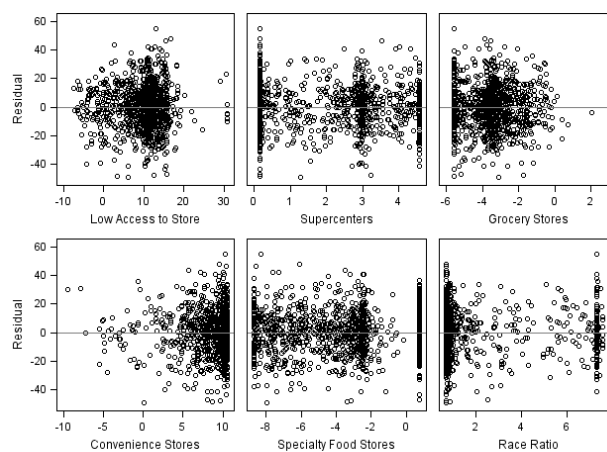 60
40
20
0
-20
-40
Residual
-10 0 10 20 30
Low Access to Store
0 1 2 3 4
Supercenters
-6 -4 -2 0 2
Grocery Stores
60
40
20
0
-20
-40
Residual
-10 -5 0 5 10
Convenience Stores
-8 -6 -4 -2 0
Specialty Food Stores
2 4 6
Race Ratio